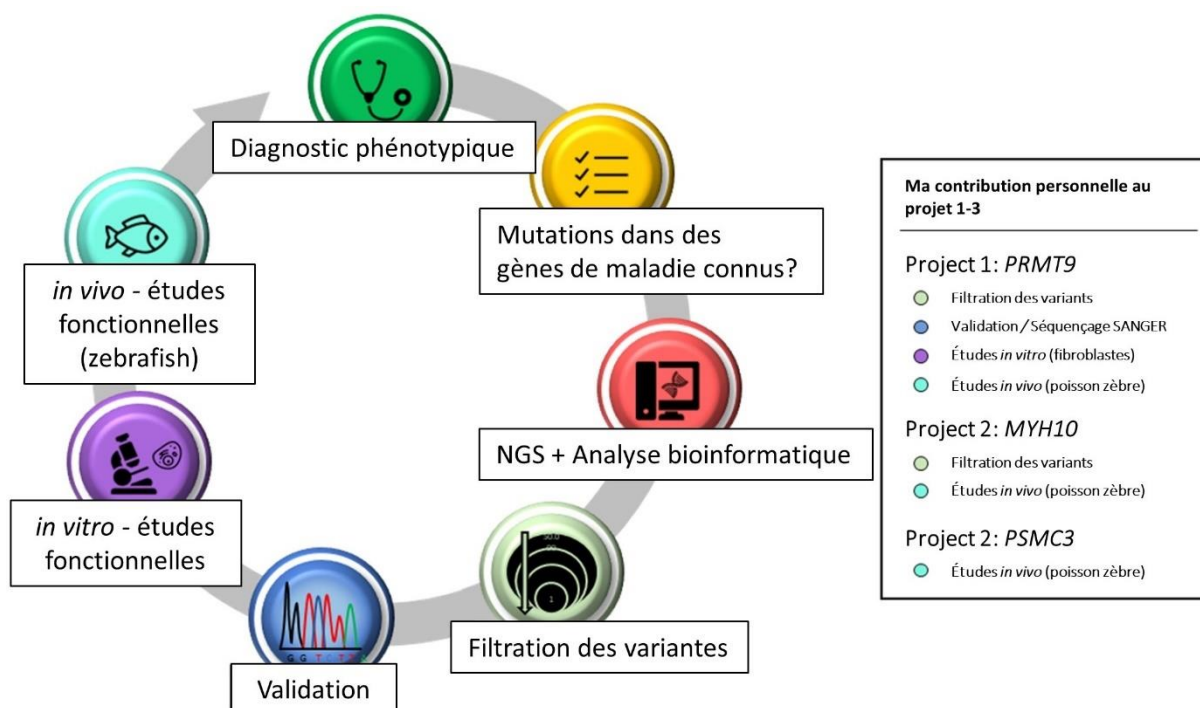 Diagnostic phénotypique
Mutations dans des
gènes de maladie connus?
NGS + Analyse bioinformatique
Filtration des variantes
Validation
in vitro - études
fonctionnelles
in vivo - études
fonctionnelles
(zebrafish)
Ma contribution personnelle au
projet 1-3
Project 1: PRMT9
Filtration des variants
Validation / Séquençage SANGER
Études in vitro (fibroblastes)
Études in vivo (poisson zèbre)
Project 2: MYH10
Filtration des variants
Études in vivo (poisson zèbre)
Project 2: PSMC3
Études in vivo (poisson zèbre)